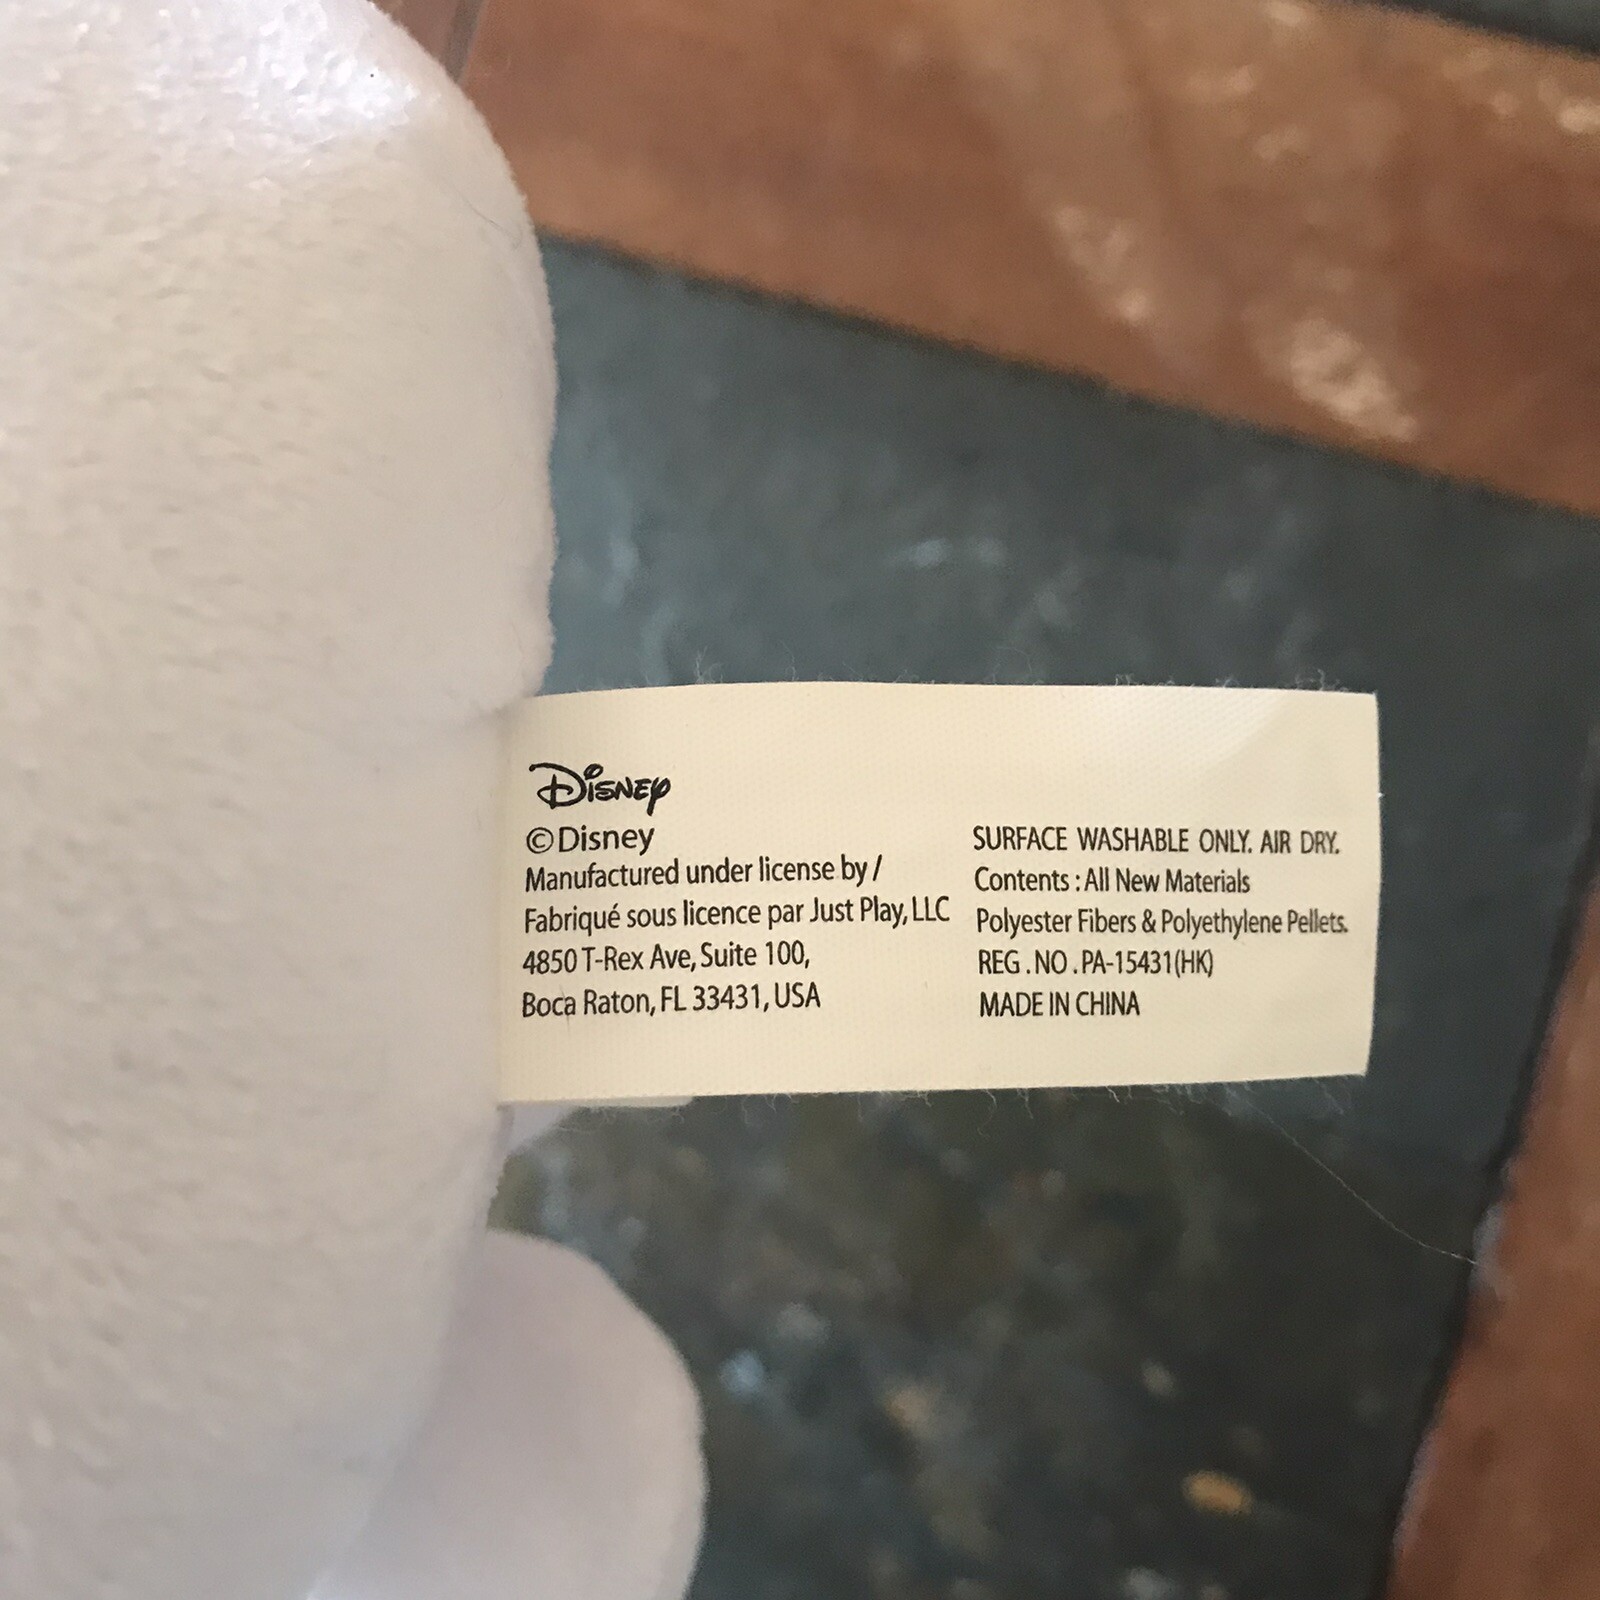 Disney
©Disney
Manufactured under license by /
Fabriqué sous licence par Just Play, LLC
4850 T-Rex Ave, Suite 100,
Boca Raton, FL 33431, USA
SURFACE WASHABLE ONLY. AIR DRY.
Contents : All New Materials
Polyester Fibers & Polyethylene Pellets.
REG . NO . PA-15431(HK)
MADE IN CHINA